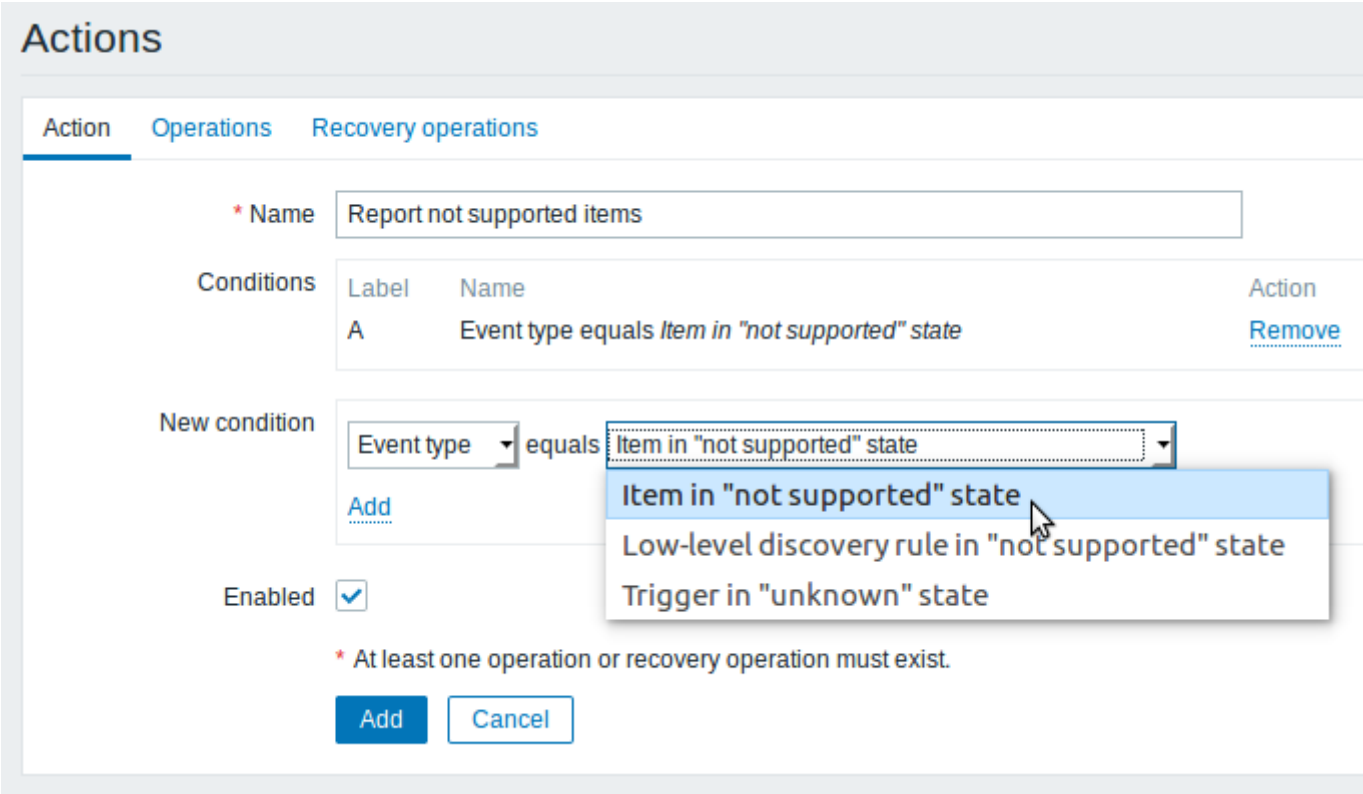 Actions
Action Operations Recovery operations
* Name Report not supported items
Conditions Label Name Action
A Event type equals Item in "not supported" state Remove
New condition Event type equals Item in "not supported" state
Add Item in "not supported" state
Low-level discovery rule in "not supported" state
Enabled Trigger in "unknown" state
* At least one operation or recovery operation must exist.
Add Cancel